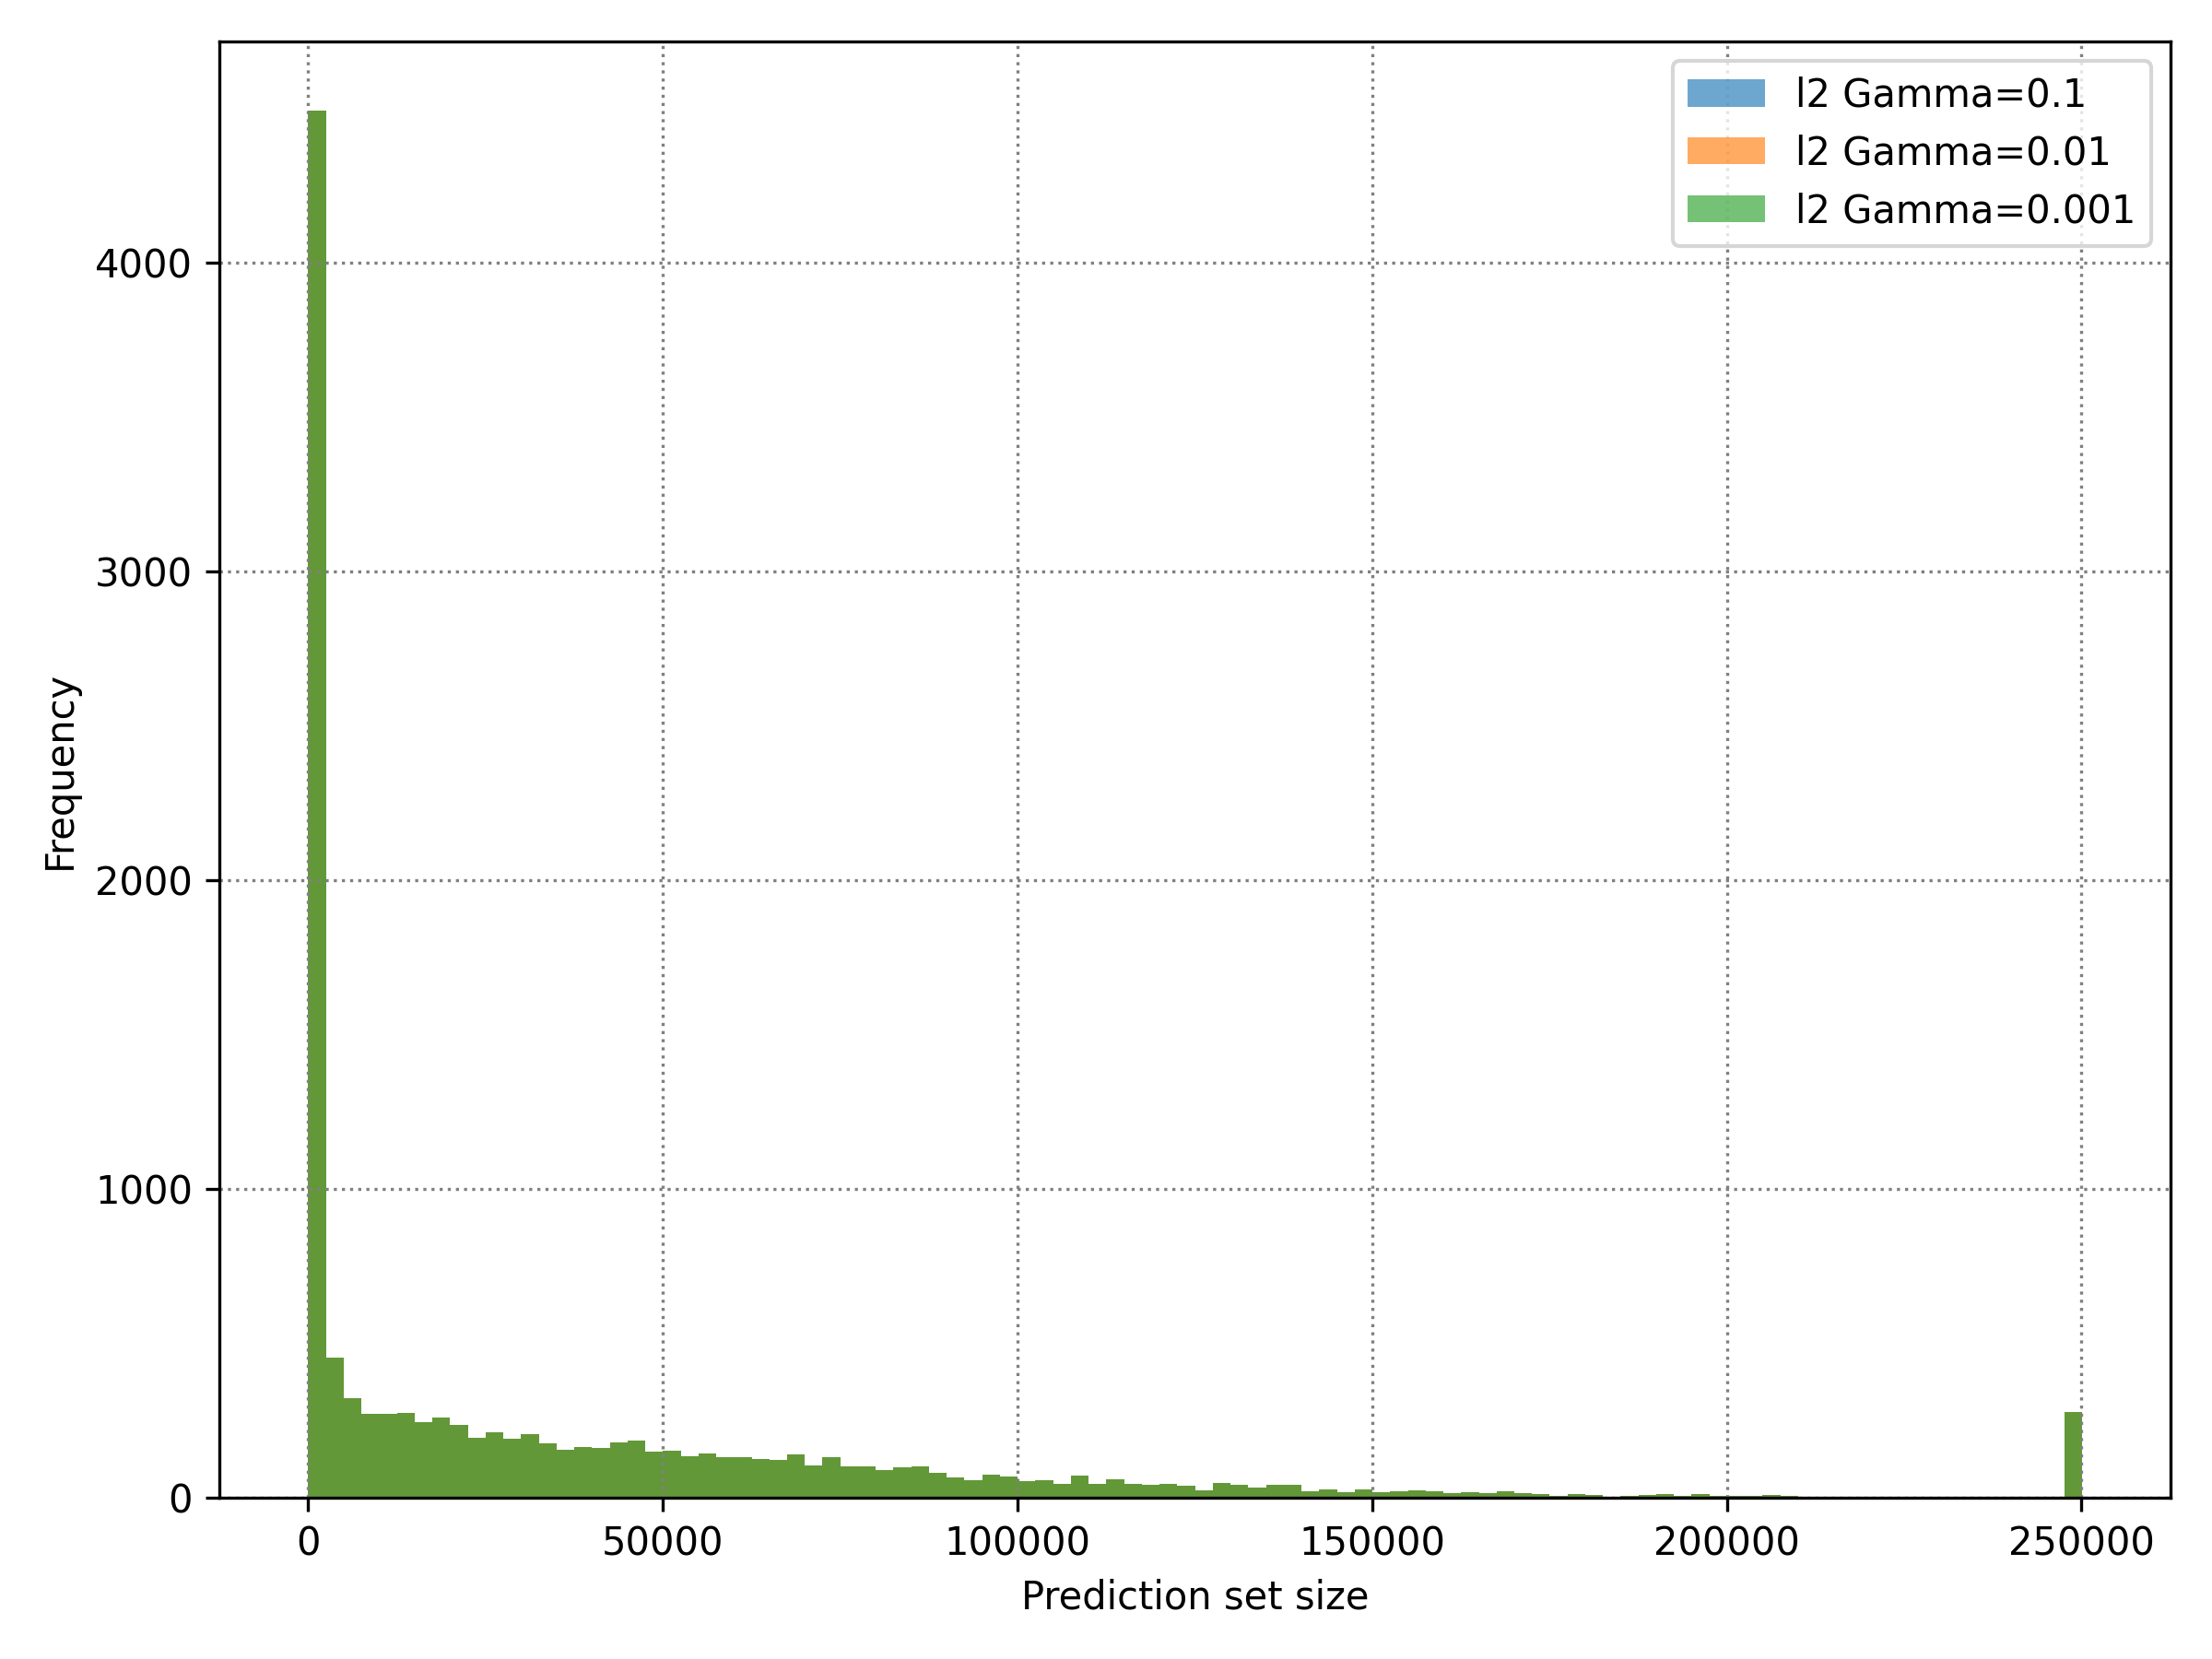 l2 Gamma=0.1
l2 Gamma=0.01
l2 Gamma=0.001
4000
3000
2000
1000
0
Frequency
0 50000 100000 150000 200000 250000
Prediction set size